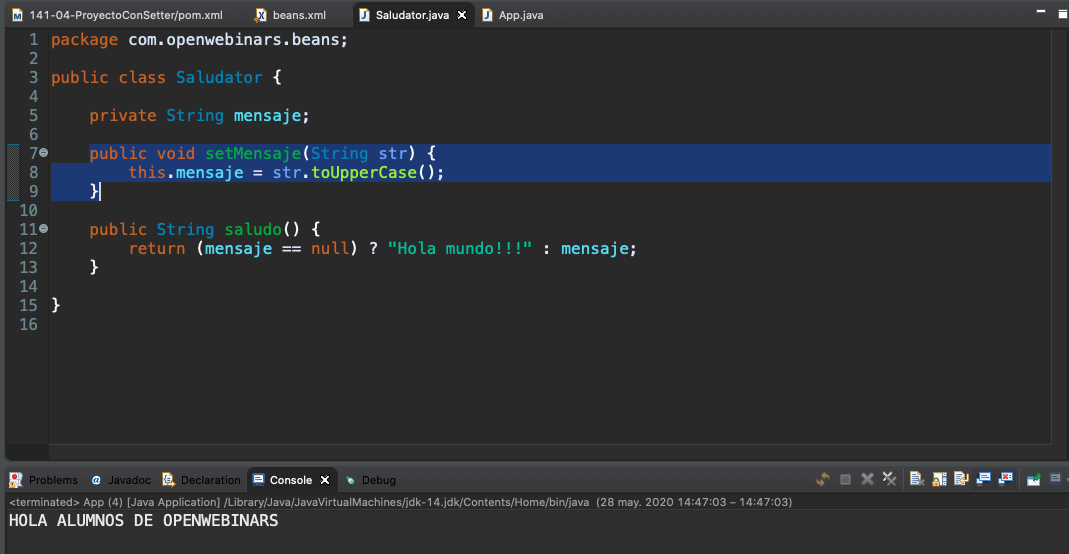 141-04-ProyectoConSetter/pom.xml beans.xml Saludator.java App.java
1 package com.openwebinars.beans;
2
3 public class Saludator {
4
5 private String mensaje;
6
7 public void setMensaje(String str) {
8 this.mensaje = str.toUpperCase();
9 }
10
11 public String saludo() {
12 return (mensaje == null) ? "Hola mundo!!!" : mensaje;
13 }
14
15 }
16
Problems @ Javadoc Declaration Console Debug
<terminated> App (4) [Java Application] /Library/Java/JavaVirtualMachines/jdk-14.jdk/Contents/Home/bin/java (28 may. 2020 14:47:03 – 14:47:03)
HOLA ALUMNOS DE OPENWEBINARS